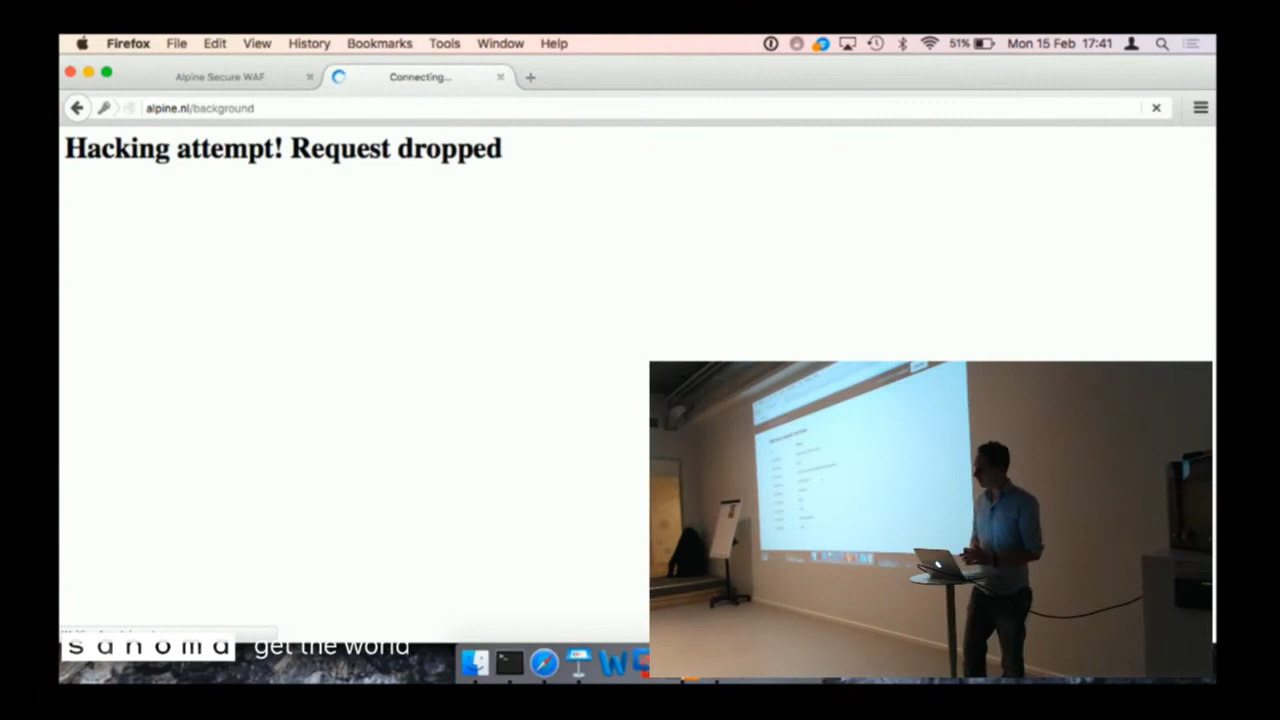 Firefox File Edit View History Bookmarks Tools Window Help 51% Mon 15 Feb 17:41
Alpine Secure WAF Connecting...
alpine.nl/background
Hacking attempt! Request dropped
sanoma get the world